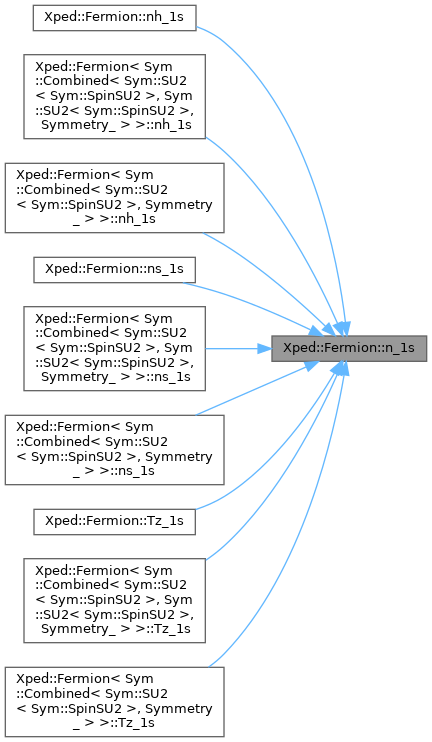 Xped::Fermion::nh_1s
Xped::Fermion< Sym
::Combined< Sym::SU2
< Sym::SpinSU2 >, Sym
::SU2< Sym::SpinSU2 >,
Symmetry_ > >::nh_1s
Xped::Fermion< Sym
::Combined< Sym::SU2
< Sym::SpinSU2 >, Symmetry
_ > >::nh_1s
Xped::Fermion::ns_1s
Xped::Fermion< Sym
::Combined< Sym::SU2
< Sym::SpinSU2 >, Sym
::SU2< Sym::SpinSU2 >,
Symmetry_ > >::ns_1s
Xped::Fermion::n_1s
Xped::Fermion< Sym
::Combined< Sym::SU2
< Sym::SpinSU2 >, Symmetry
_ > >::ns_1s
Xped::Fermion::Tz_1s
Xped::Fermion< Sym
::Combined< Sym::SU2
< Sym::SpinSU2 >, Sym
::SU2< Sym::SpinSU2 >,
Symmetry_ > >::Tz_1s
Xped::Fermion< Sym
::Combined< Sym::SU2
< Sym::SpinSU2 >, Symmetry
_ > >::Tz_1s